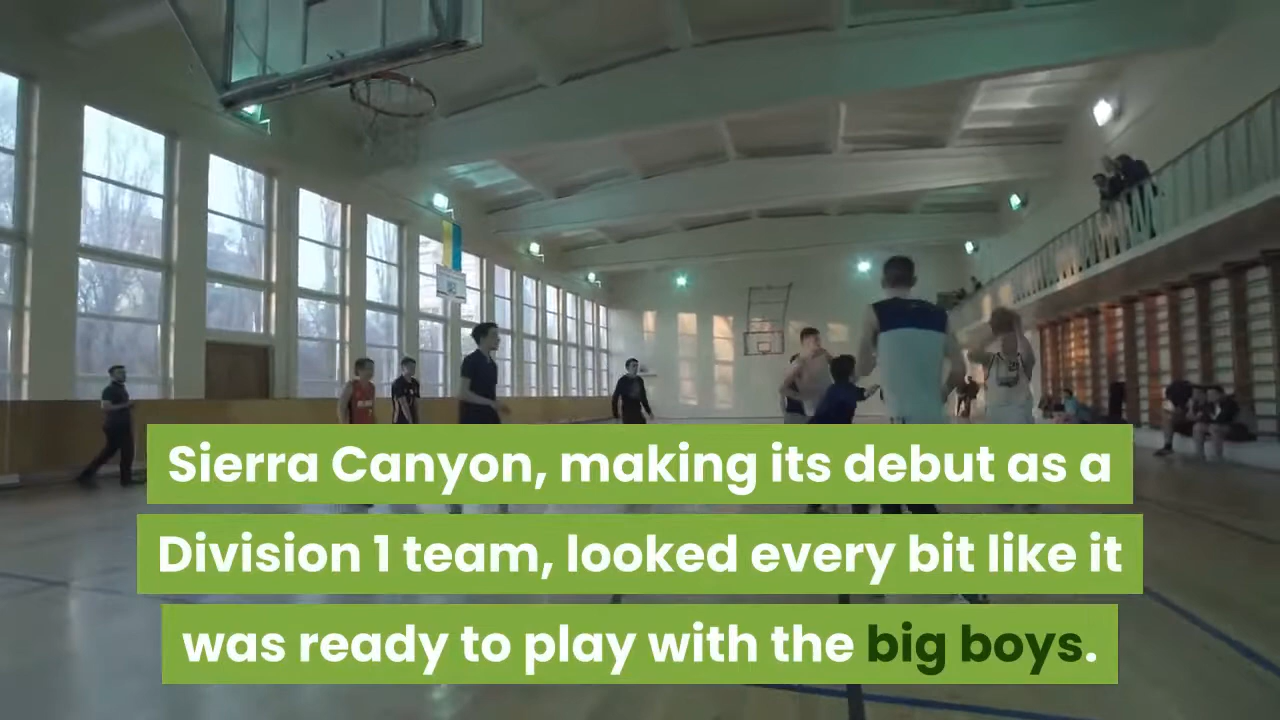 Sierra Canyon, making its debut as a
Division 1 team, looked every bit like it
was ready to play with the big boys.